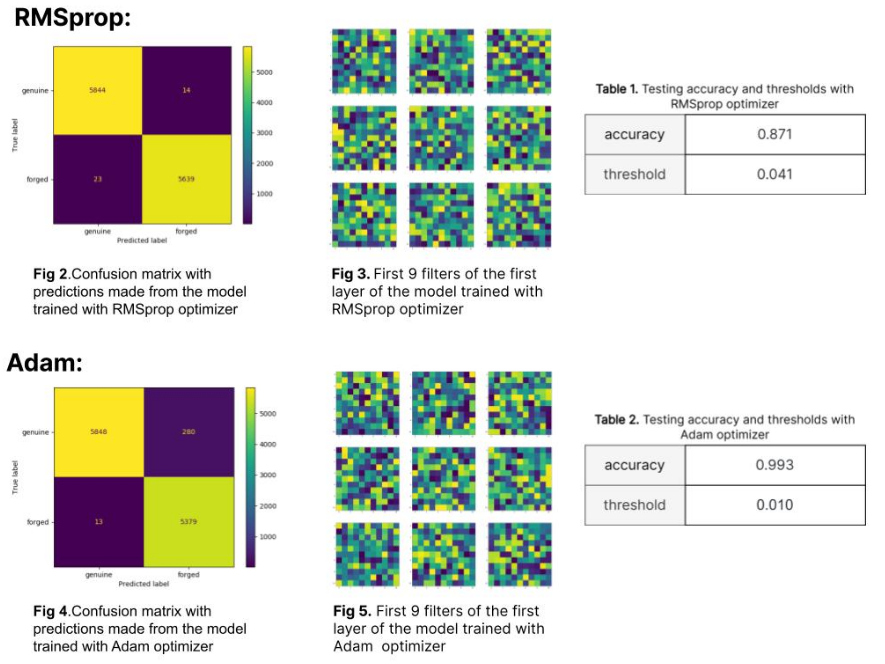 RMSprop:
genuine
forged
True label
5844
14
23
5639
genuine
forged
Predicted label
5000
4000
3000
2000
1000
Fig 2.Confusion matrix with
predictions made from the model
trained with RMSprop optimizer
Fig 3. First 9 filters of the first
layer of the model trained with
RMSprop optimizer
Table 1. Testing accuracy and thresholds with
RMSprop optimizer
accuracy
0.871
threshold
0.041
Adam:
genuine
forged
True label
5848
280
13
5379
genuine
forged
Predicted label
5000
4000
3000
2000
1000
Fig 4.Confusion matrix with
predictions made from the model
trained with Adam optimizer
Fig 5. First 9 filters of the first
layer of the model trained with
Adam optimizer
Table 2. Testing accuracy and thresholds with
Adam optimizer
accuracy
0.993
threshold
0.010